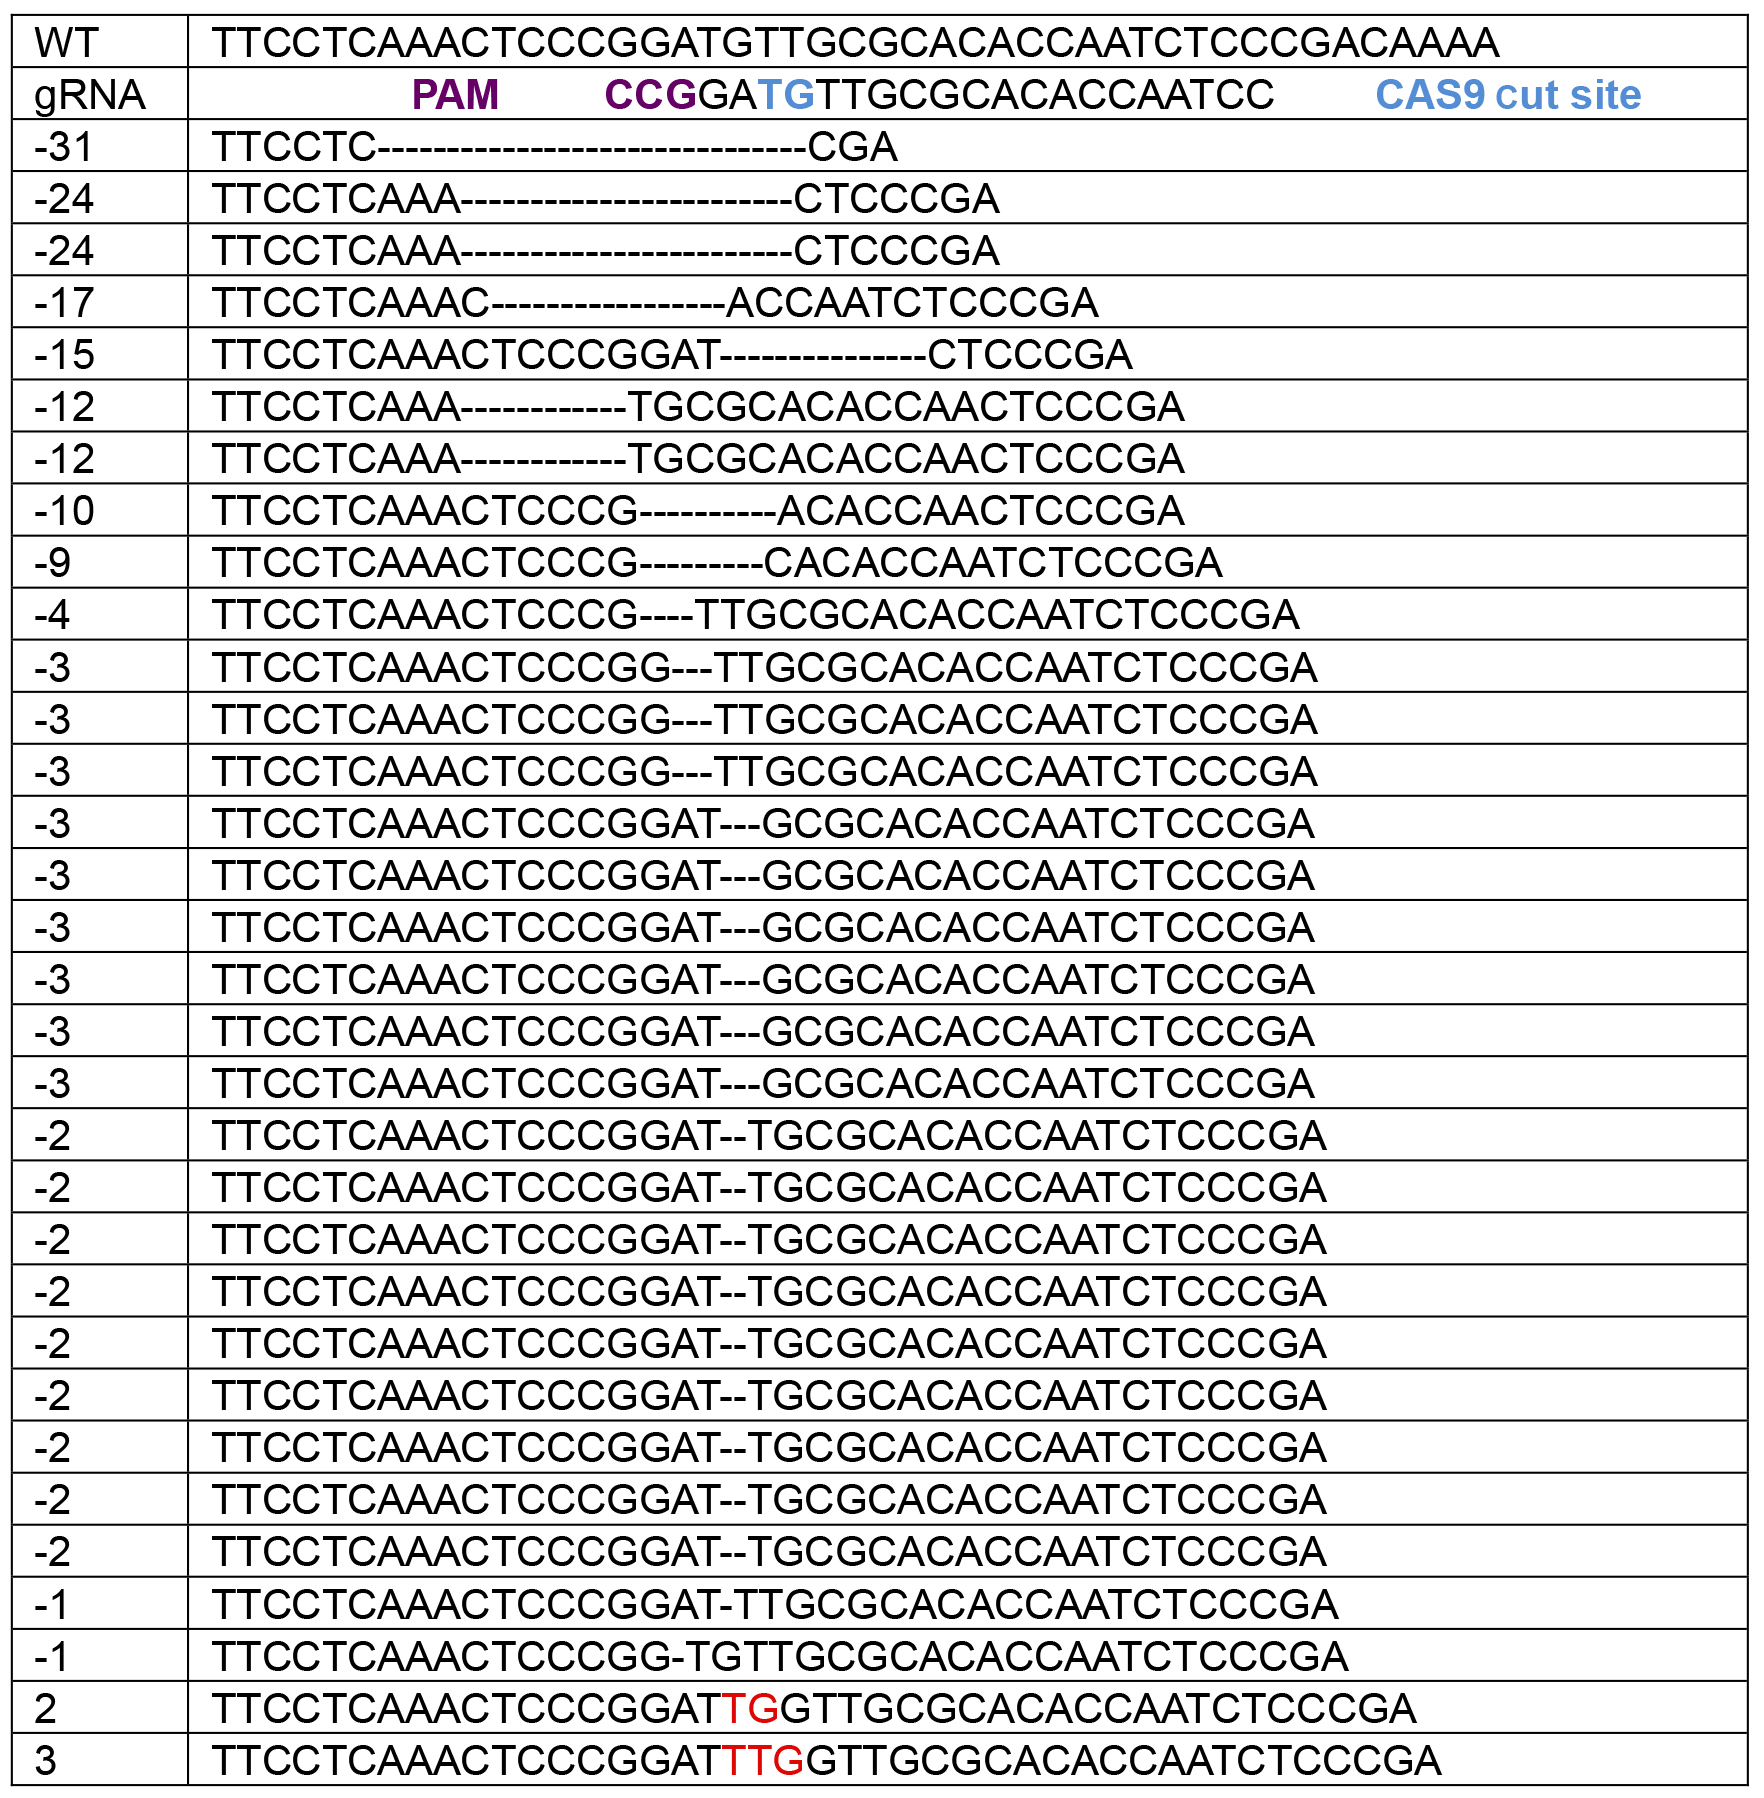 WT TTCCTCAAACTCCCGGATGTTGCGCACACCAATCTCCCGACAAAA
gRNA PAM CCGGATGTTGCGCACACCAATCC CAS9 cut site
-31 TTCCTC-------------------------------CGA
-24 TTCCTCAAA------------------------CTCCCGA
-24 TTCCTCAAA------------------------CTCCCGA
-17 TTCCTCAAAC-----------------ACCAATCTCCCGA
-15 TTCCTCAAACTCCCGGAT---------------CTCCCGA
-12 TTCCTCAAA------------TGCGCACACCAACTCCCGA
-12 TTCCTCAAA------------TGCGCACACCAACTCCCGA
-10 TTCCTCAAACTCCCG----------ACACCAACTCCCGA
-9 TTCCTCAAACTCCCG---------CACACCAATCTCCCGA
-4 TTCCTCAAACTCCCG----TTGCGCACACCAATCTCCCGA
-3 TTCCTCAAACTCCCGG---TTGCGCACACCAATCTCCCGA
-3 TTCCTCAAACTCCCGG---TTGCGCACACCAATCTCCCGA
-3 TTCCTCAAACTCCCGG---TTGCGCACACCAATCTCCCGA
-3 TTCCTCAAACTCCCGGAT---GCGCACACCAATCTCCCGA
-3 TTCCTCAAACTCCCGGAT---GCGCACACCAATCTCCCGA
-3 TTCCTCAAACTCCCGGAT---GCGCACACCAATCTCCCGA
-3 TTCCTCAAACTCCCGGAT---GCGCACACCAATCTCCCGA
-3 TTCCTCAAACTCCCGGAT---GCGCACACCAATCTCCCGA
-3 TTCCTCAAACTCCCGGAT---GCGCACACCAATCTCCCGA
-2 TTCCTCAAACTCCCGGAT--TGCGCACACCAATCTCCCGA
-2 TTCCTCAAACTCCCGGAT--TGCGCACACCAATCTCCCGA
-2 TTCCTCAAACTCCCGGAT--TGCGCACACCAATCTCCCGA
-2 TTCCTCAAACTCCCGGAT--TGCGCACACCAATCTCCCGA
-2 TTCCTCAAACTCCCGGAT--TGCGCACACCAATCTCCCGA
-2 TTCCTCAAACTCCCGGAT--TGCGCACACCAATCTCCCGA
-2 TTCCTCAAACTCCCGGAT--TGCGCACACCAATCTCCCGA
-2 TTCCTCAAACTCCCGGAT--TGCGCACACCAATCTCCCGA
-2 TTCCTCAAACTCCCGGAT--TGCGCACACCAATCTCCCGA
-1 TTCCTCAAACTCCCGGAT-TTGCGCACACCAATCTCCCGA
-1 TTCCTCAAACTCCCGG-TGTTGCGCACACCAATCTCCCGA
2 TTCCTCAAACTCCCGGATTGGTTGCGCACACCAATCTCCCGA
3 TTCCTCAAACTCCCGGATTTGGTTGCGCACACCAATCTCCCGA